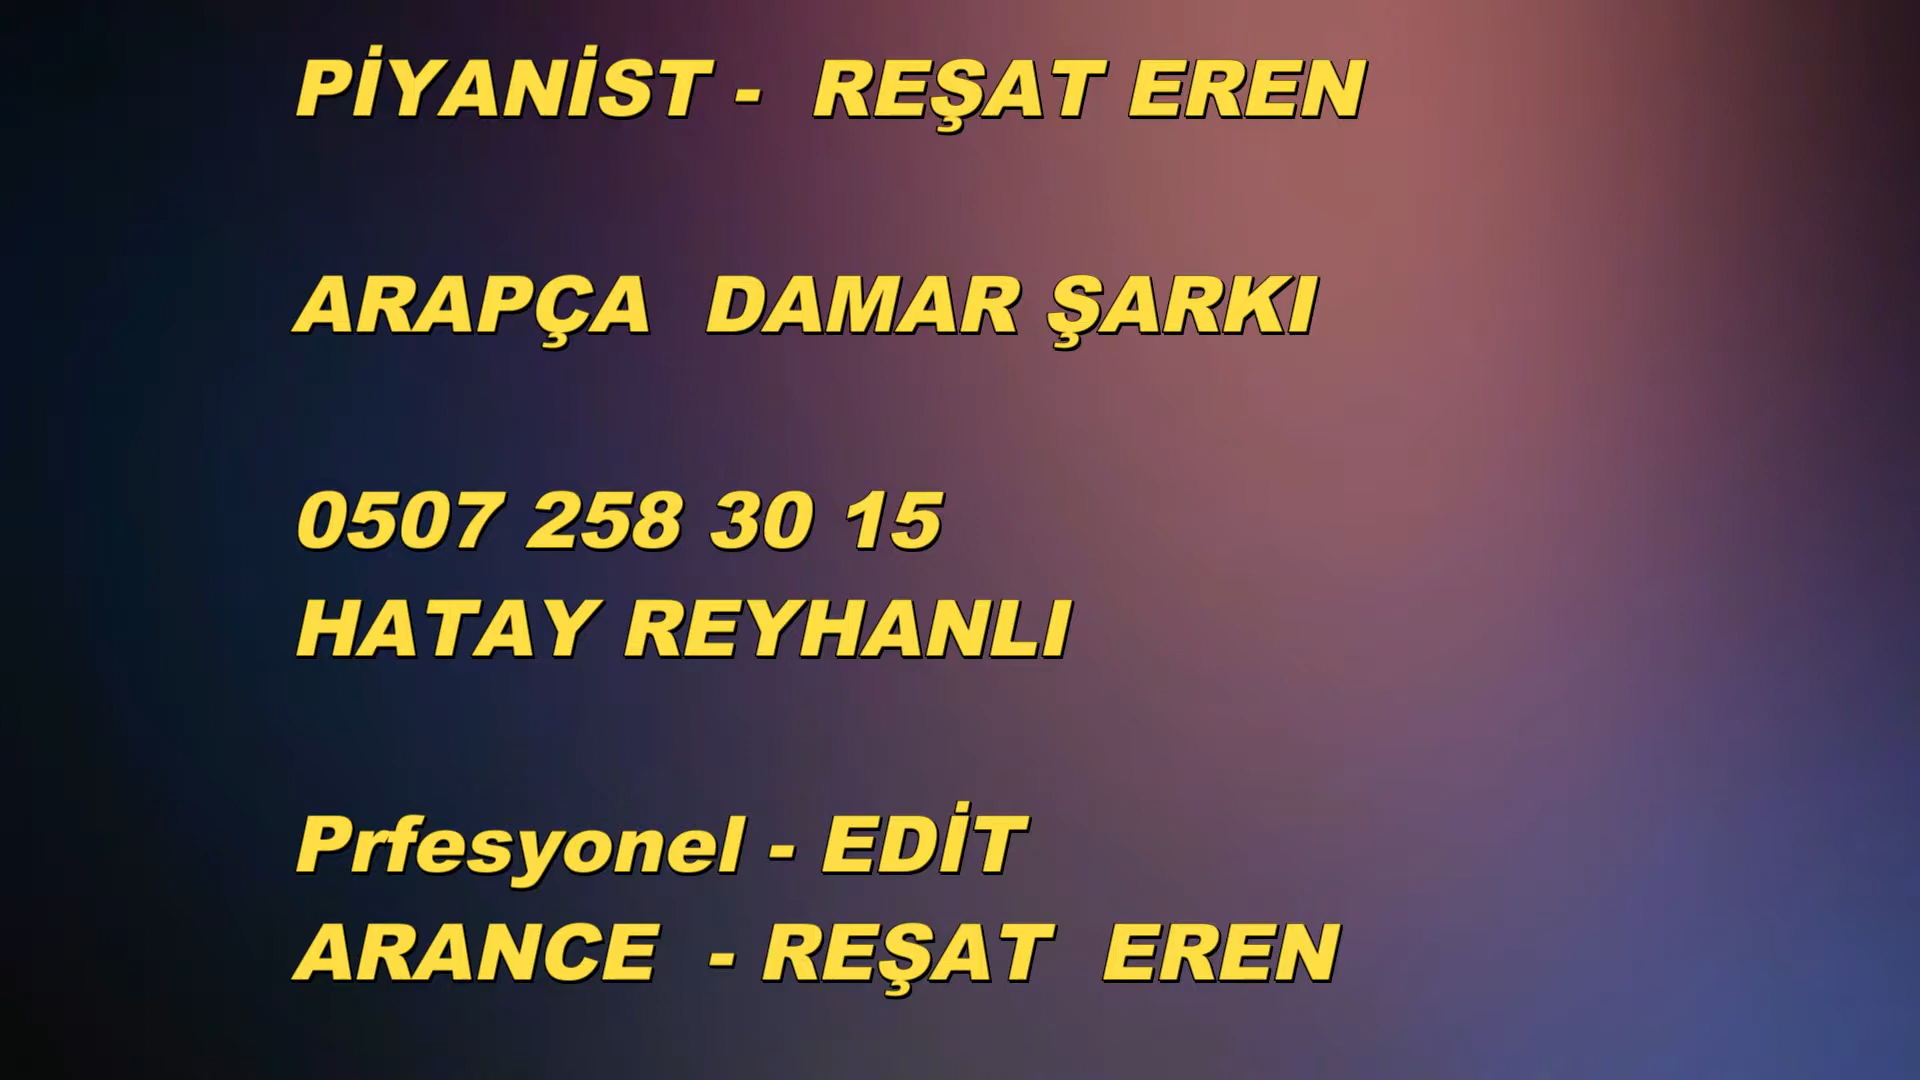 PİYANİST - REŞAT EREN
ARAPÇA DAMAR ŞARKI
0507 258 30 15
HATAY REYHANLI
Prfesyonel - EDİT
ARANCE - REŞAT EREN